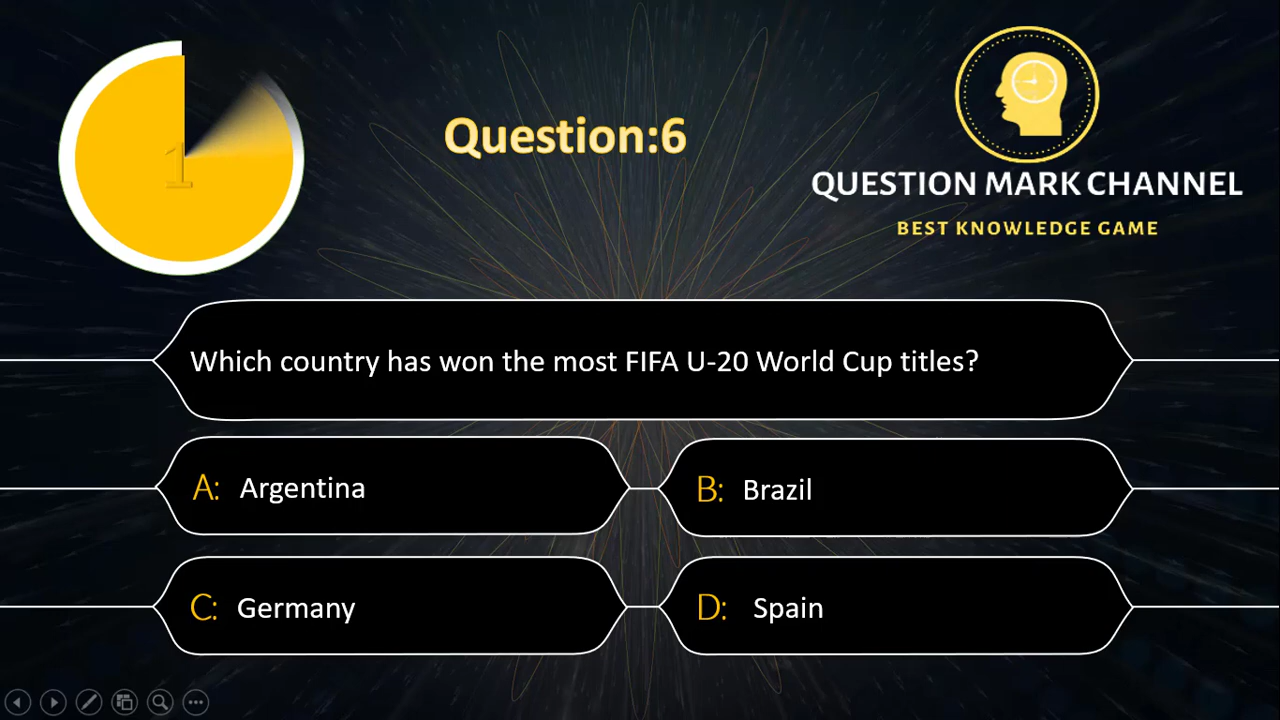 1
Question:6
QUESTION MARK CHANNEL
BEST KNOWLEDGE GAME
Which country has won the most FIFA U-20 World Cup titles?
A: Argentina
B: Brazil
C: Germany
D: Spain